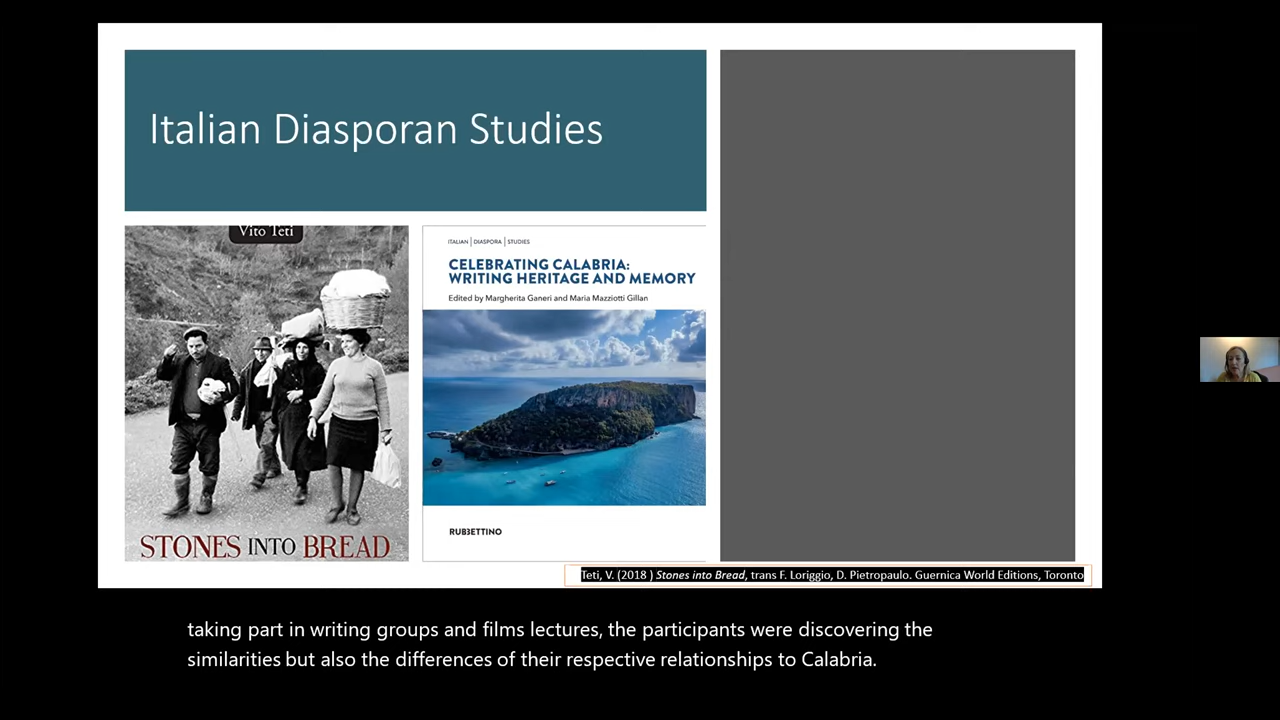 Italian Diasporan Studies
Vito Teti
STONES INTO BREAD
ITALIAN | DIASPORA | STUDIES
CELEBRATING CALABRIA:
WRITING HERITAGE AND MEMORY
Edited by Margherita Ganeri and Maria Mazziotti Gillan
RUBBETTINO
Teti, V. (2018 ) Stones into Bread, trans F. Loriggio, D. Pietropaulo. Guernica World Editions, Toronto
taking part in writing groups and films lectures, the participants were discovering the
similarities but also the differences of their respective relationships to Calabria.